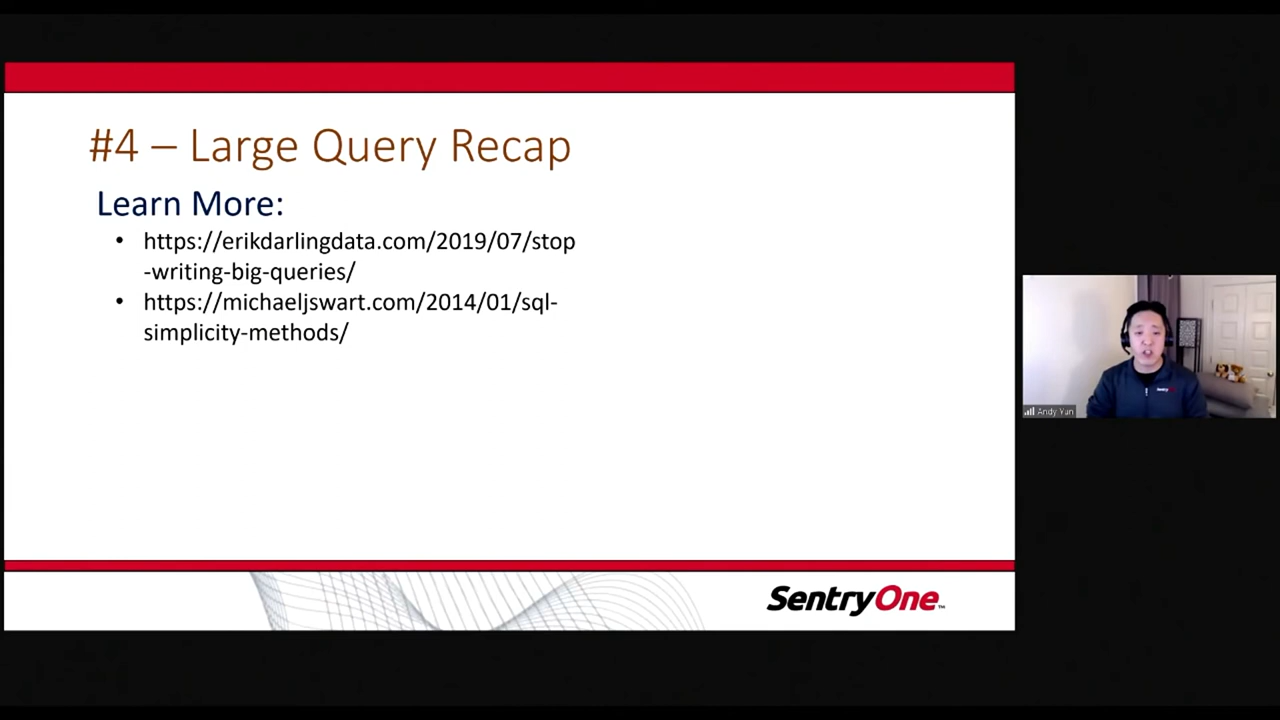 #4 – Large Query Recap
Learn More:
• https://erikdarlingdata.com/2019/07/stop
-writing-big-queries/
• https://michaeljswart.com/2014/01/sql-
simplicity-methods/
Andy Yun
SentryOne™